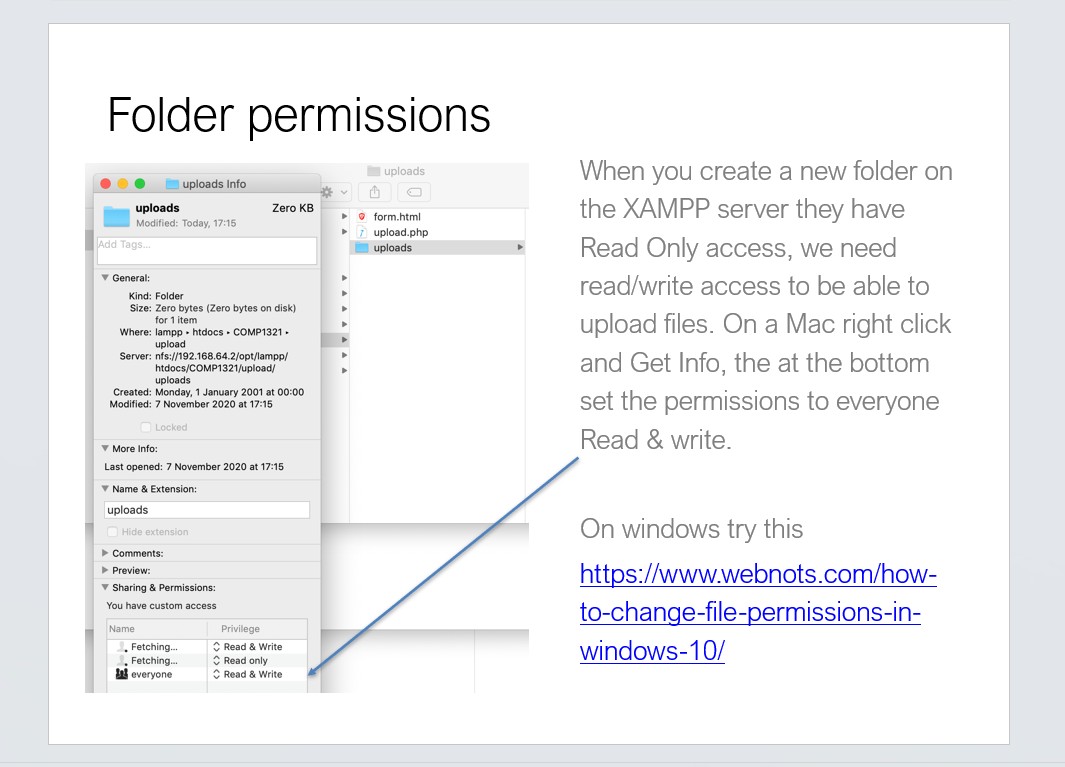 Folder permissions
uploads
uploads Info
uploads
Zero KB
Modified: Today, 17:15
Add Tags...
form.html
upload.php
uploads
General:
Kind: Folder
Size: Zero bytes (Zero bytes on disk)
for 1 item
Where: lampp ‣ htdocs ‣ COMP1321 ‣
upload
Server: nfs://192.168.64.2/opt/lampp/
htdocs/COMP1321/upload/
uploads
Created: Monday, 1 January 2001 at 00:00
Modified: 7 November 2020 at 17:15
Locked
More Info:
Last opened: 7 November 2020 at 17:15
Name & Extension:
uploads
Hide extension
Comments:
Preview:
Sharing & Permissions:
You have custom access
Name Privilege
Fetching... Read & Write
Fetching... Read only
everyone Read & Write
When you create a new folder on
the XAMPP server they have
Read Only access, we need
read/write access to be able to
upload files. On a Mac right click
and Get Info, the at the bottom
set the permissions to everyone
Read & write.
On windows try this
https://www.webnots.com/how-
to-change-file-permissions-in-
windows-10/